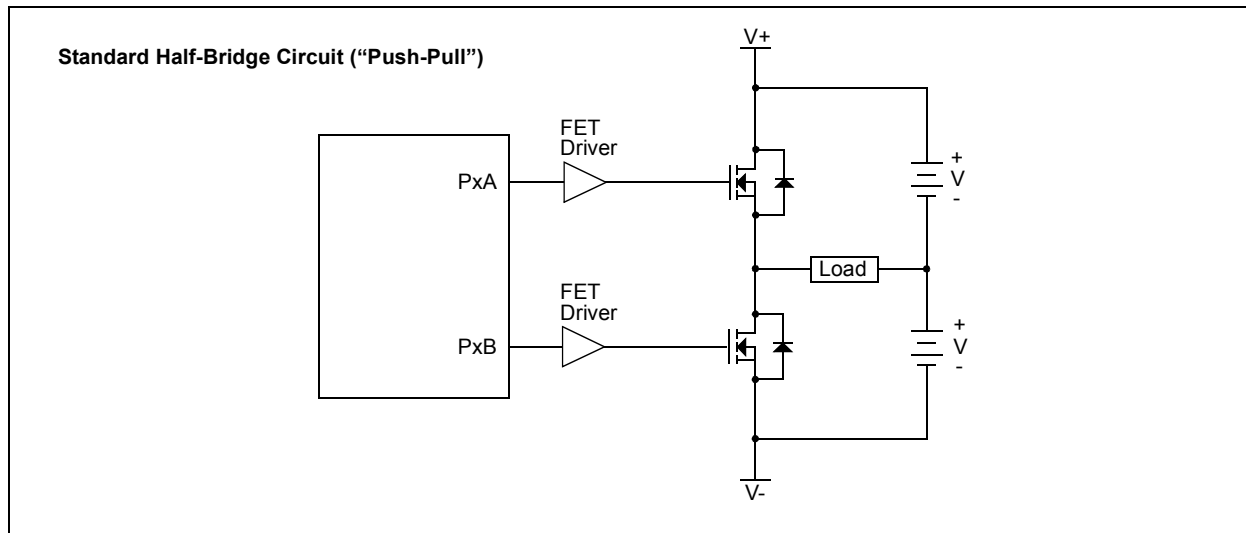 Standard Half-Bridge Circuit (“Push-Pull”)
V+
FET
Driver
PxA
+
V
-
Load
FET
Driver
PxB
+
V
-
V-